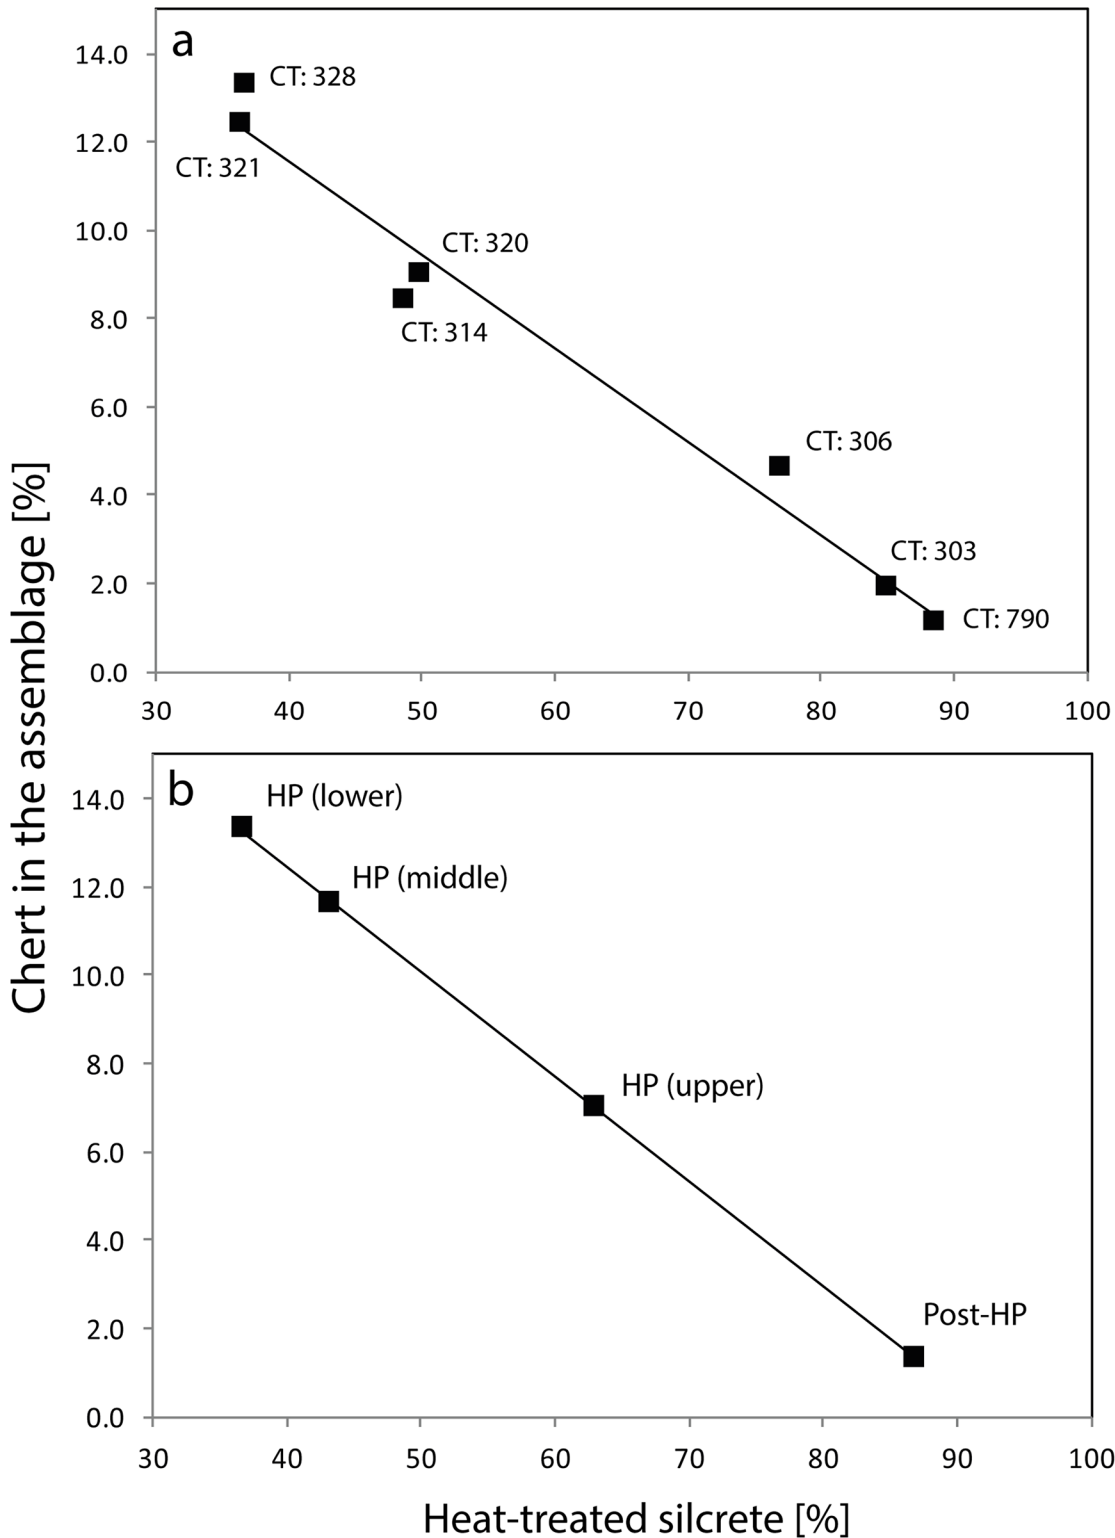 a
14.0
CT: 328
12.0
CT: 321
10.0
CT: 320
8.0
CT: 314
6.0
CT: 306
4.0
CT: 303
2.0
CT: 790
0.0
30 40 50 60 70 80 90 100
Chert in the assemblage [%]
b
14.0
HP (lower)
HP (middle)
12.0
10.0
HP (upper)
8.0
6.0
4.0
Post-HP
2.0
0.0
30 40 50 60 70 80 90 100
Heat-treated silcrete [%]